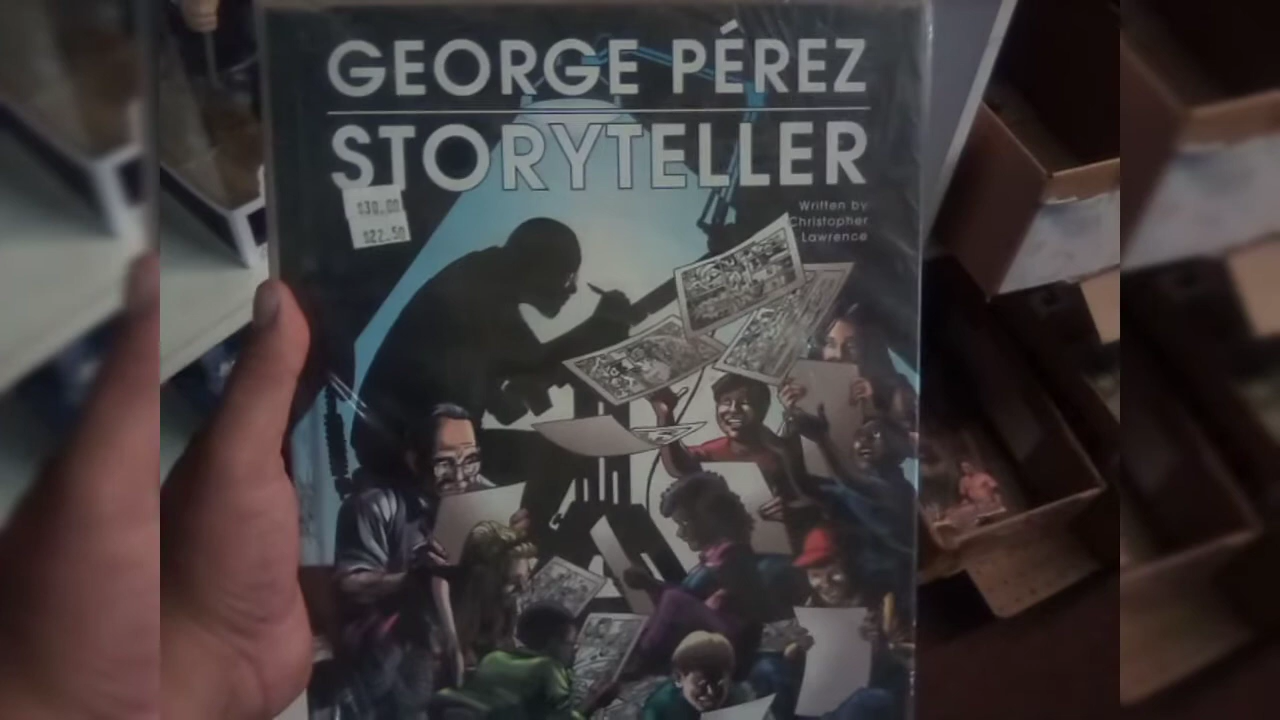 GEORGE PÉREZ
STORYTELLER
$30.00
$22.50
Written by
Christopher
Lawrence